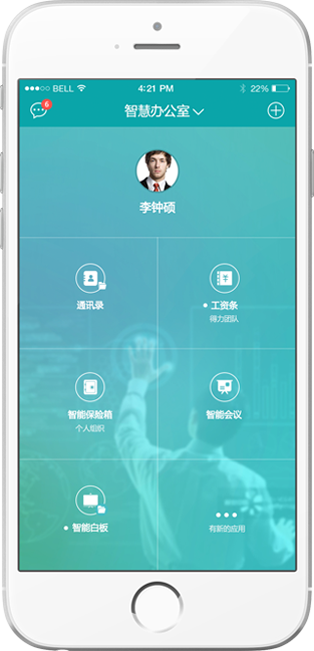 BELL 4:21 PM 22%
6
智慧办公室
李钟硕
通讯录
工资条
得力团队
智能保险箱
个人组织
智能会议
智能白板
有新的应用